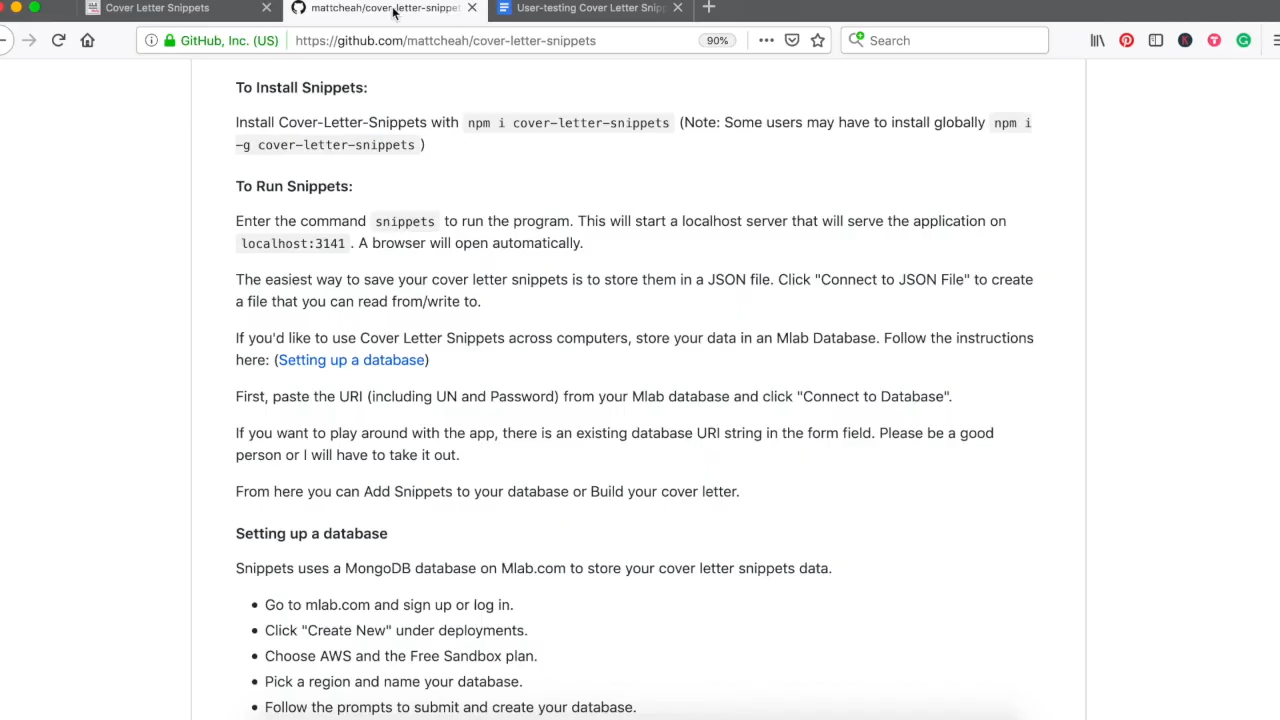 Cover Letter Snippets
mattcheah/cover-letter-snippet
User-testing Cover Letter Snip
GitHub, Inc. (US)
https://github.com/mattcheah/cover-letter-snippets
90%
Search
To Install Snippets:
Install Cover-Letter-Snippets with npm i cover-letter-snippets (Note: Some users may have to install globally npm i
-g cover-letter-snippets )
To Run Snippets:
Enter the command snippets to run the program. This will start a localhost server that will serve the application on
localhost:3141 . A browser will open automatically.
The easiest way to save your cover letter snippets is to store them in a JSON file. Click "Connect to JSON File" to create
a file that you can read from/write to.
If you'd like to use Cover Letter Snippets across computers, store your data in an Mlab Database. Follow the instructions
here: (Setting up a database)
First, paste the URI (including UN and Password) from your Mlab database and click "Connect to Database".
If you want to play around with the app, there is an existing database URI string in the form field. Please be a good
person or I will have to take it out.
From here you can Add Snippets to your database or Build your cover letter.
Setting up a database
Snippets uses a MongoDB database on Mlab.com to store your cover letter snippets data.
• Go to mlab.com and sign up or log in.
• Click "Create New" under deployments.
• Choose AWS and the Free Sandbox plan.
• Pick a region and name your database.
• Follow the prompts to submit and create your database.